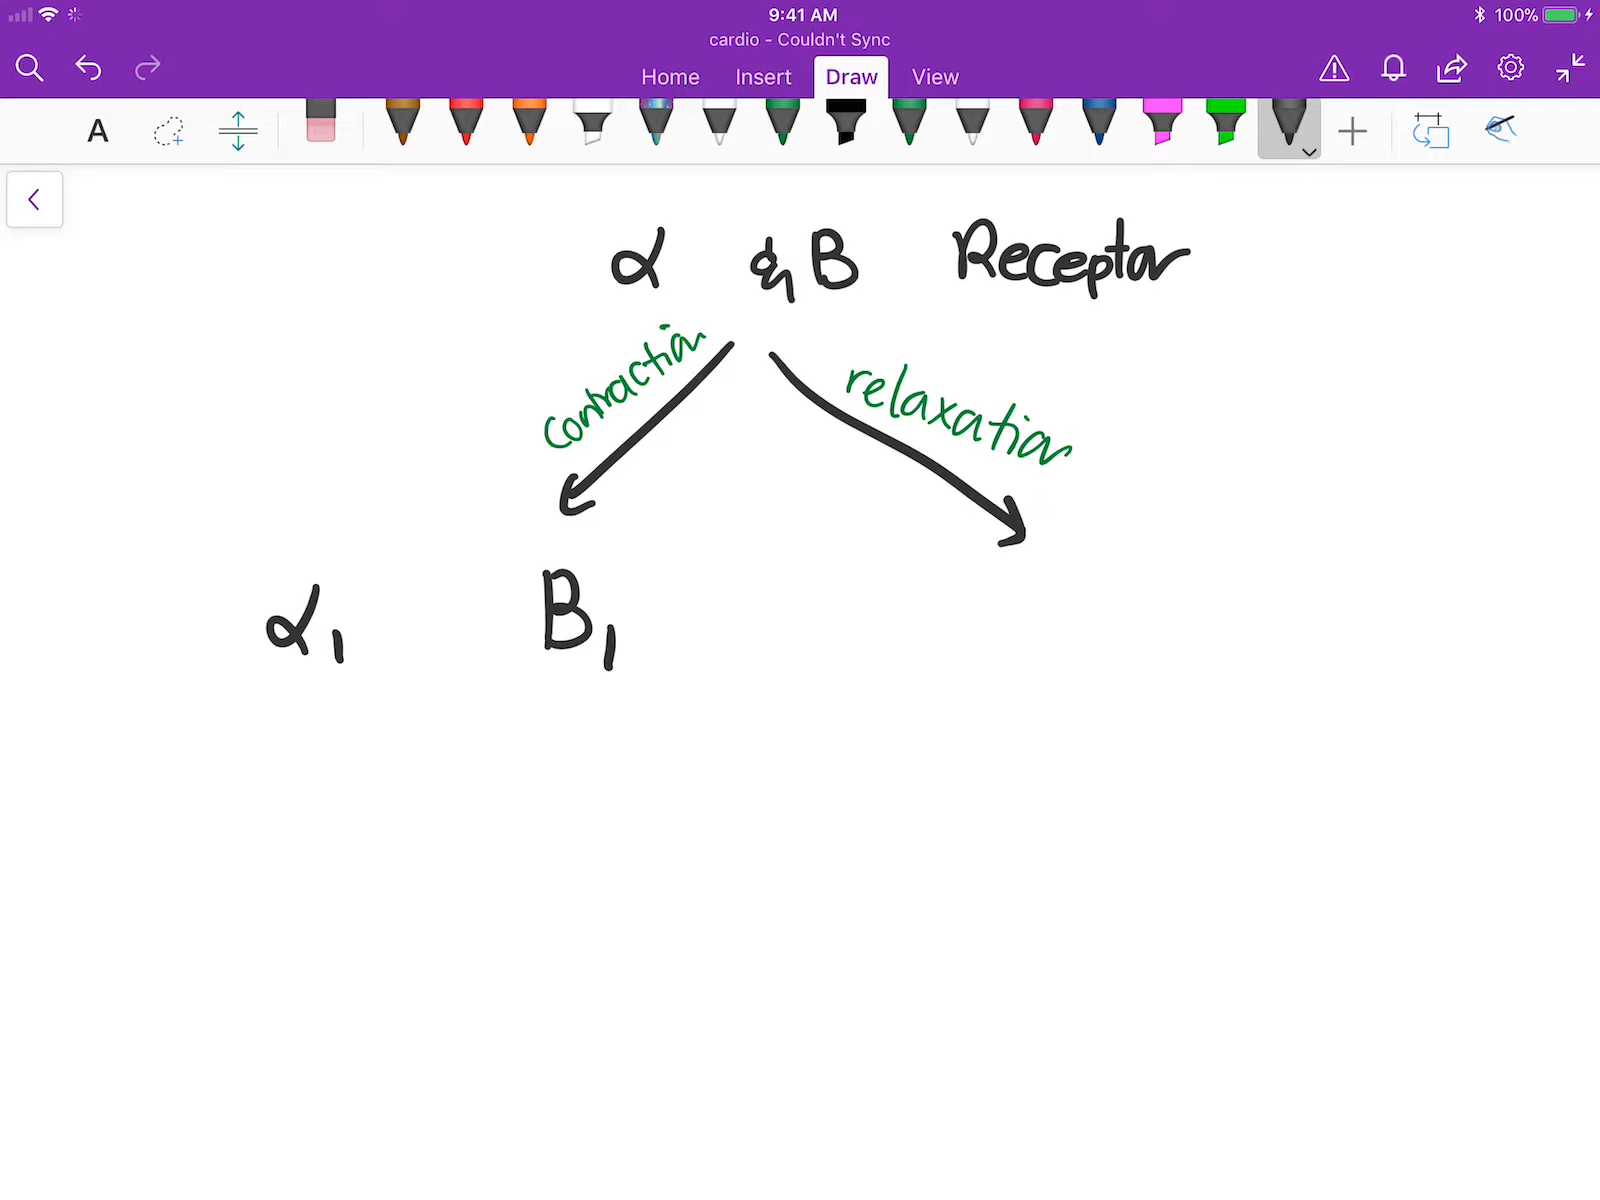 9:41 AM
100%
cardio - Couldn't Sync
Home Insert Draw View
A
α & B Receptor
contraction
relaxation
α₁ B₁